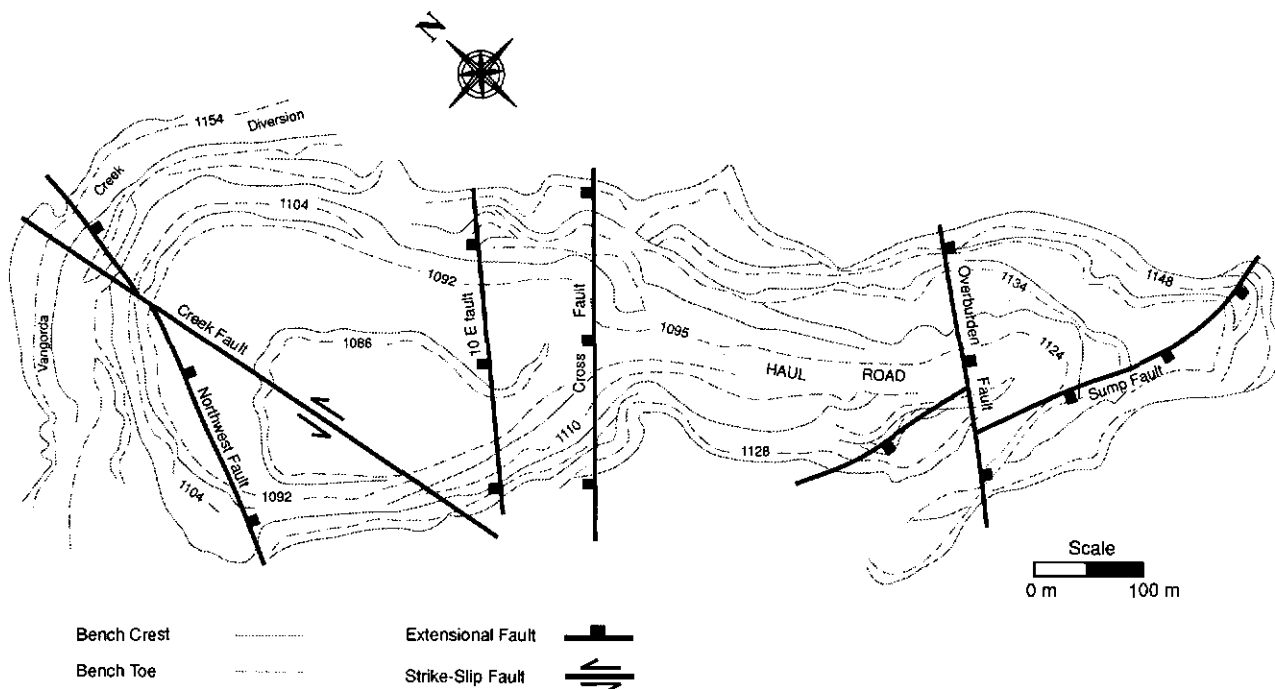 N
1154
Diversion
Creek
1104
1092
Creek Fault
Vangorda
1086
10 E tault
Cross Fault
1095
HAUL ROAD
Overburden Fault
1134
1148
1124
Sump Fault
Northwest Fault
1110
1128
1104
1092
Scale
0 m 100 m
Bench Crest
Extensional Fault
Bench Toe
Strike-Slip Fault